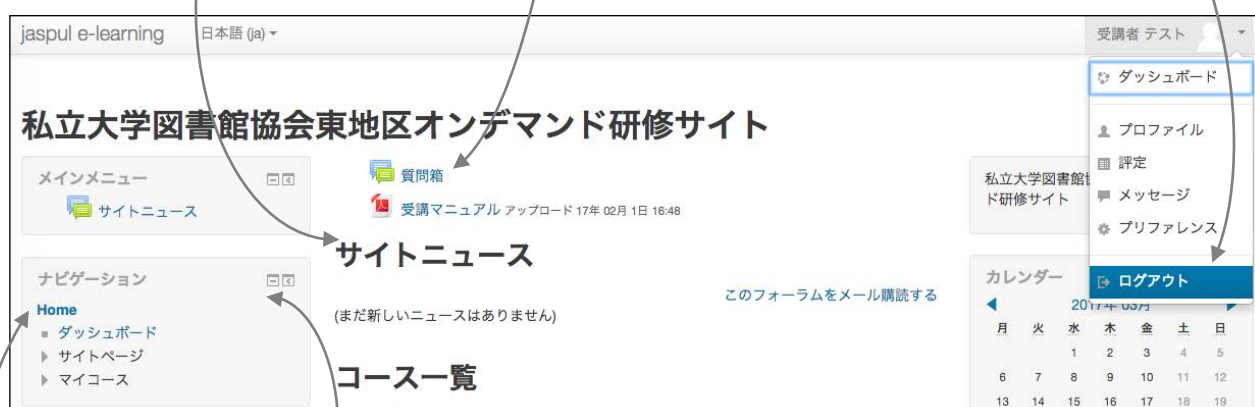 jaspul e-learning 日本語 (ja)
受講者 テスト
ダッシュボード
プロファイル
評定
メッセージ
プリファレンス
ログアウト
私立大学図書館協会東地区オンデマンド研修サイト
メインメニュー
サイトニュース
ナビゲーション
Home
ダッシュボード
サイトページ
マイコース
質問箱
受講マニュアル アップロード 17年 02月 1日 16:48
サイトニュース
このフォーラムをメール購読する
(まだ新しいニュースはありません)
コース一覧
私立大学図書館
ド研修サイト
カレンダー
2017年 03月
月 火 水 木 金 土 日
1 2 3 4 5
6 7 8 9 10 11 12
13 14 15 16 17 18 19